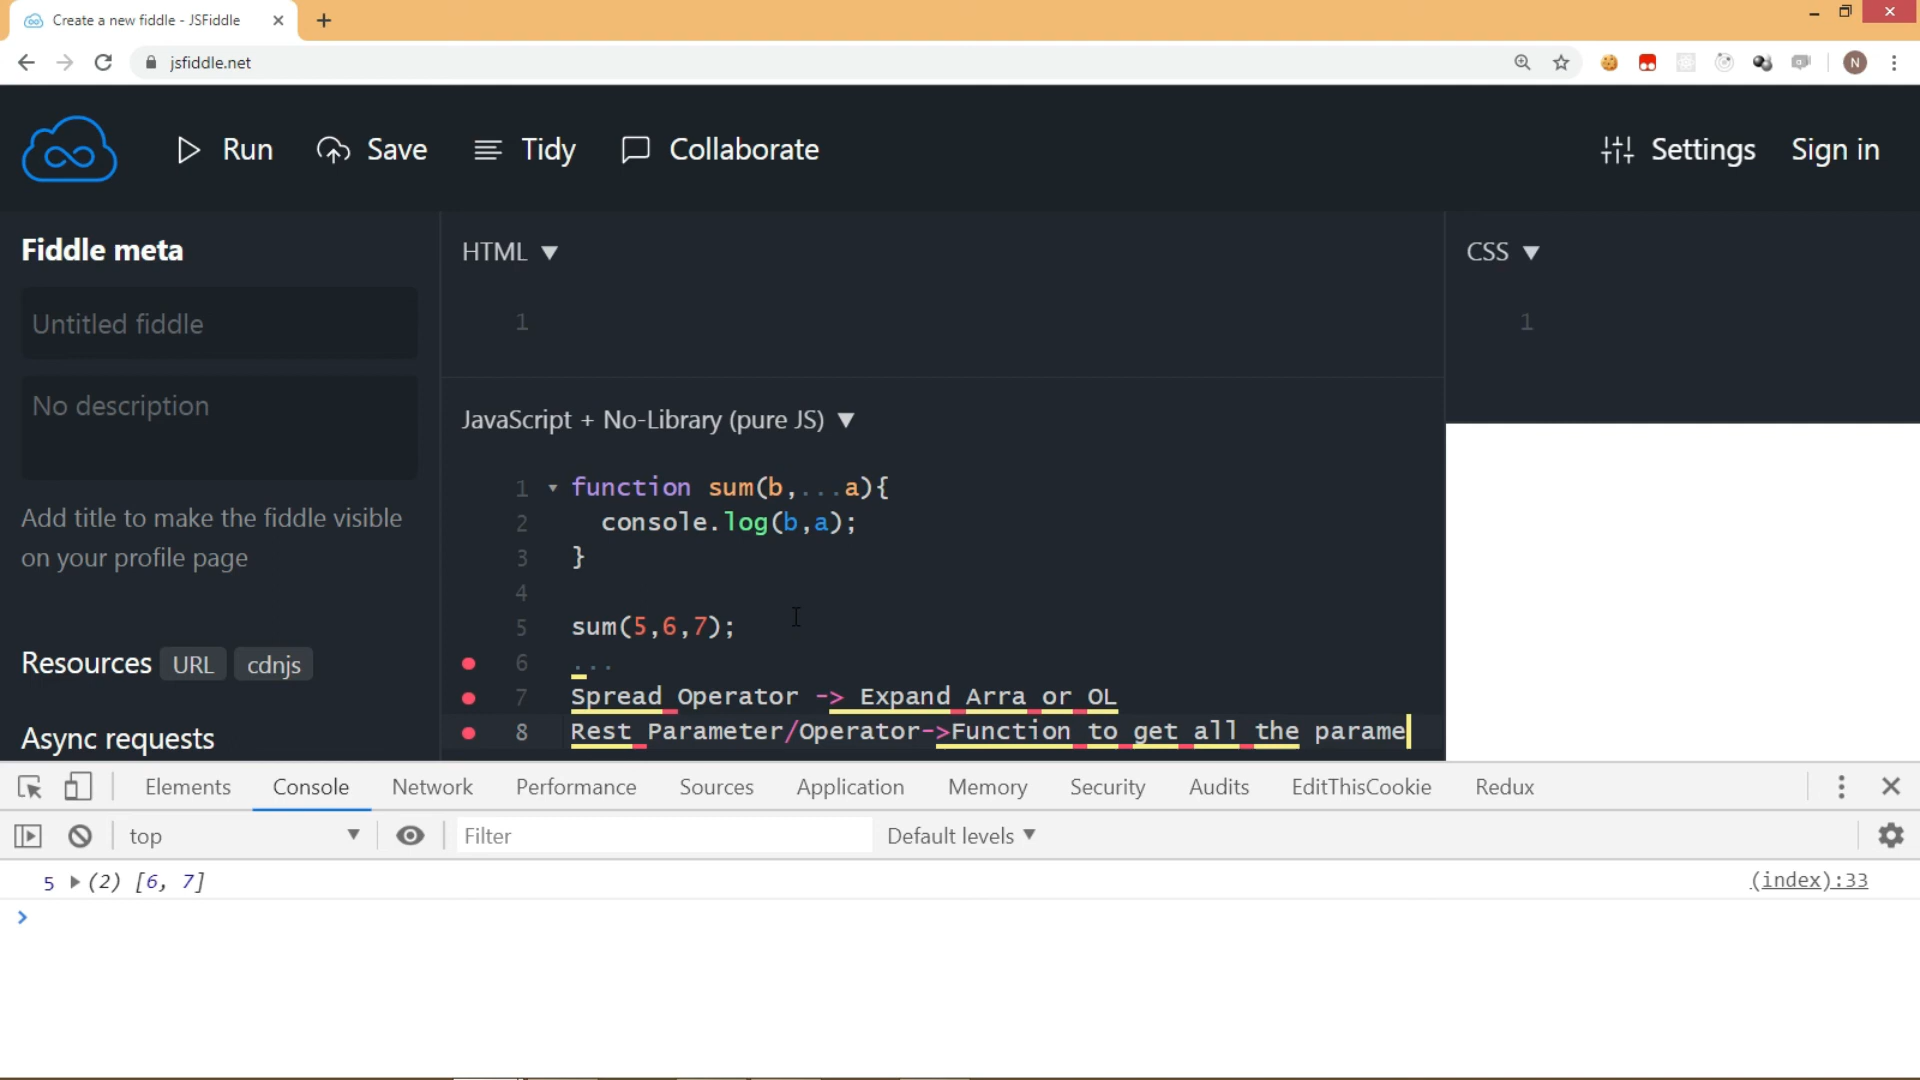 Create a new fiddle - JSFiddle
jsfiddle.net
N
Run Save Tidy Collaborate Settings Sign in
Fiddle meta
Untitled fiddle
No description
Add title to make the fiddle visible
on your profile page
Resources URL cdnjs
Async requests
HTML
1
CSS
1
JavaScript + No-Library (pure JS)
1 function sum(b,...a){
2 console.log(b,a);
3 }
4
5 sum(5,6,7);
6 ...
7 Spread Operator -> Expand Arra or OL
8 Rest Parameter/Operator->Function to get all the parame
Elements Console Network Performance Sources Application Memory Security Audits EditThisCookie Redux
top Filter Default levels
5 (2) [6, 7] (index):33